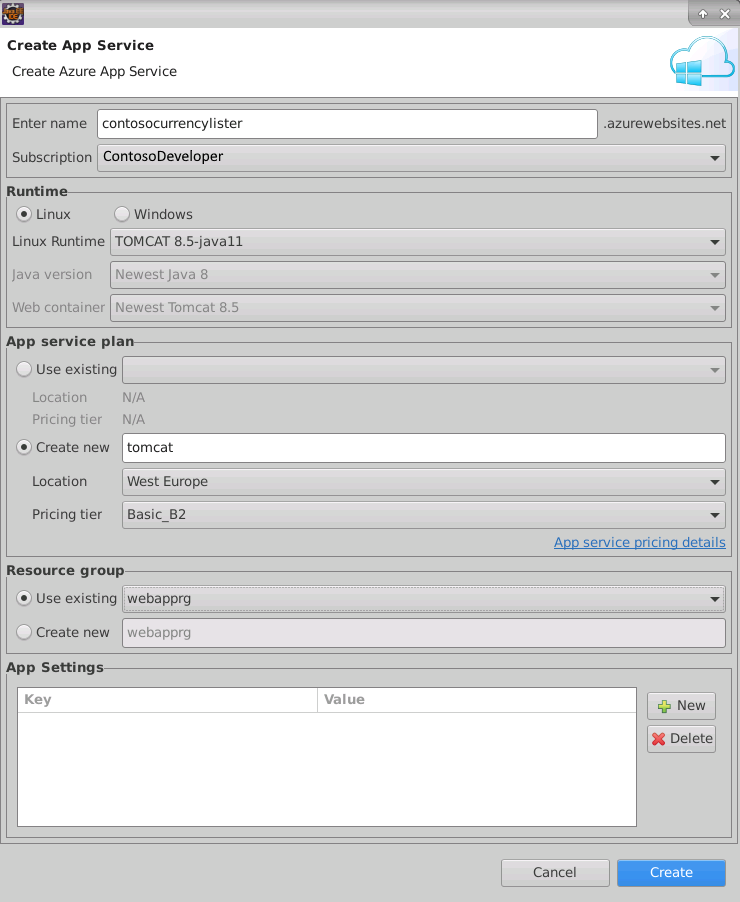 Create App Service
Create Azure App Service
Enter name contosocurrencylister .azurewebsites.net
Subscription ContosoDeveloper
Runtime
Linux Windows
Linux Runtime TOMCAT 8.5-java11
Java version Newest Java 8
Web container Newest Tomcat 8.5
App service plan
Use existing
Location N/A
Pricing tier N/A
Create new tomcat
Location West Europe
Pricing tier Basic_B2
App service pricing details
Resource group
Use existing webapprg
Create new webapprg
App Settings
Key Value
New
Delete
Cancel Create